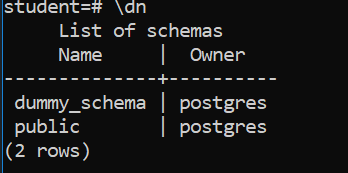 student=# \dn
List of schemas
Name | Owner
--------------+----------
dummy_schema | postgres
public | postgres
(2 rows)